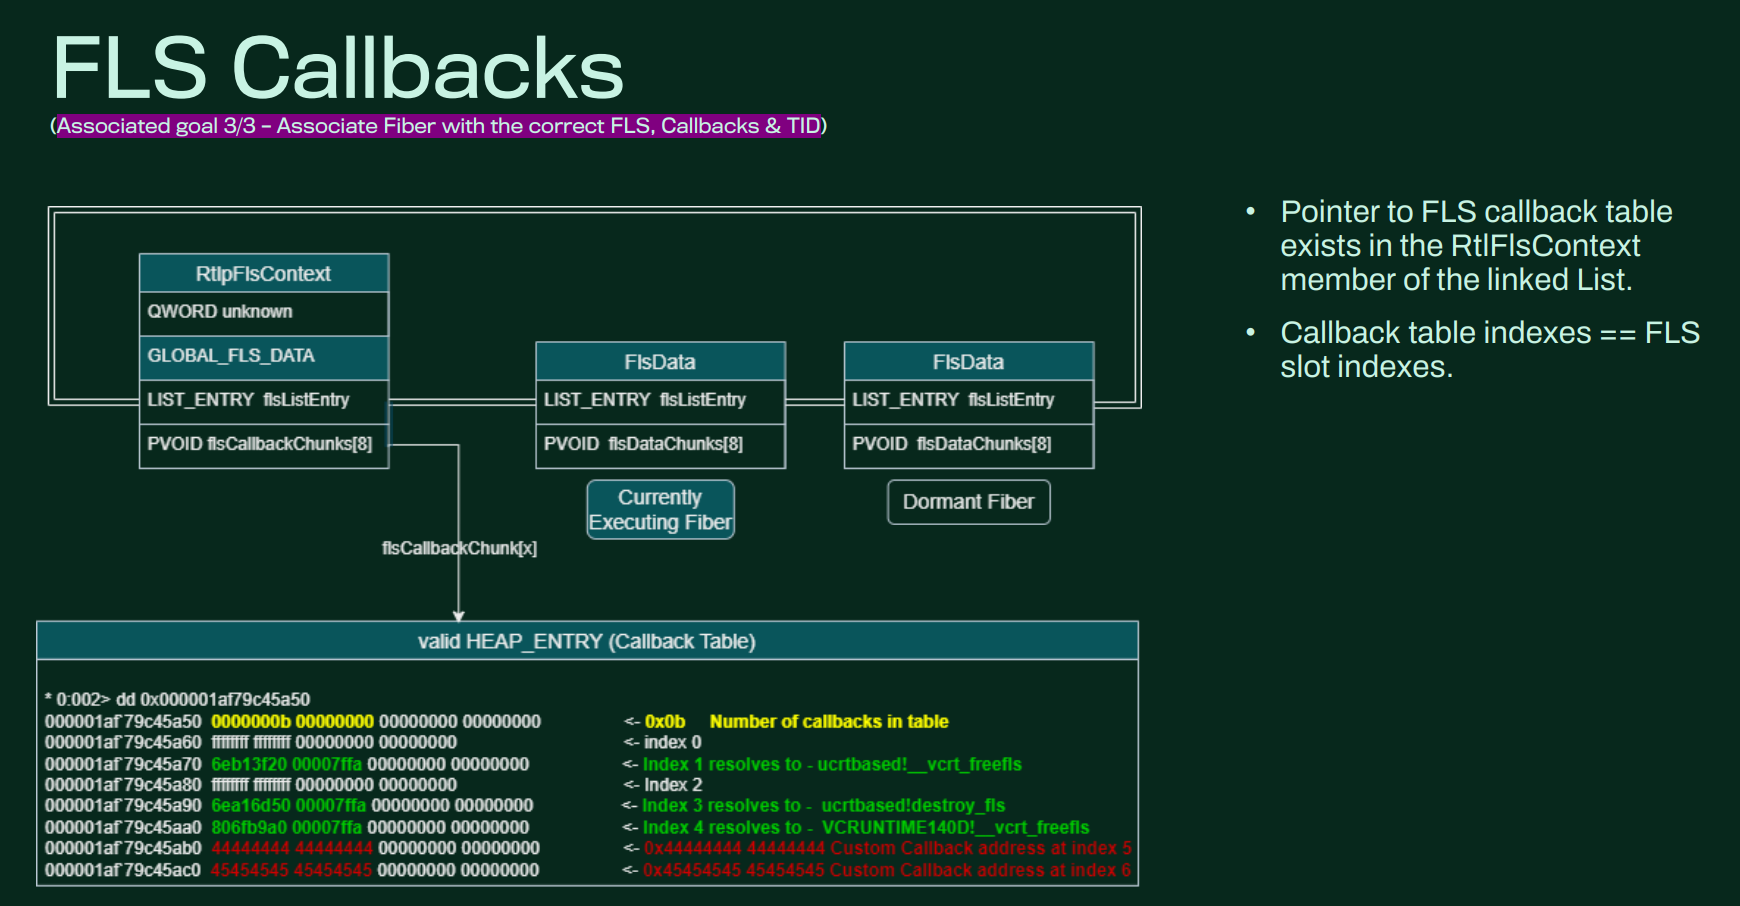 FLS Callbacks
(Associated goal 3/3 – Associate Fiber with the correct FLS, Callbacks & TID)
RtlpFlsContext
QWORD unknown
GLOBAL_FLS_DATA
LIST_ENTRY flsListEntry
PVOID flsCallbackChunks[8]
FlsData
LIST_ENTRY flsListEntry
PVOID flsDataChunks[8]
Currently
Executing Fiber
FlsData
LIST_ENTRY flsListEntry
PVOID flsDataChunks[8]
Dormant Fiber
flsCallbackChunk[x]
valid HEAP_ENTRY (Callback Table)
* 0:002> dd 0x000001af79c45a50
000001af`79c45a50 0000000b 00000000 00000000 00000000 <- 0x0b Number of callbacks in table
000001af`79c45a60 ffffffff ffffffff 00000000 00000000 <- index 0
000001af`79c45a70 6eb13f20 00007ffa 00000000 00000000 <- Index 1 resolves to - ucrtbased!__vcrt_freefls
000001af`79c45a80 ffffffff ffffffff 00000000 00000000 <- Index 2
000001af`79c45a90 6ea16d50 00007ffa 00000000 00000000 <- Index 3 resolves to - ucrtbased!destroy_fls
000001af`79c45aa0 806fb9a0 00007ffa 00000000 00000000 <- Index 4 resolves to - VCRUNTIME140D!__vcrt_freefls
000001af`79c45ab0 44444444 44444444 00000000 00000000 <- 0x44444444 44444444 Custom Callback address at index 5
000001af`79c45ac0 45454545 45454545 00000000 00000000 <- 0x45454545 45454545 Custom Callback address at index 6
• Pointer to FLS callback table
exists in the RtlFlsContext
member of the linked List.
• Callback table indexes == FLS
slot indexes.